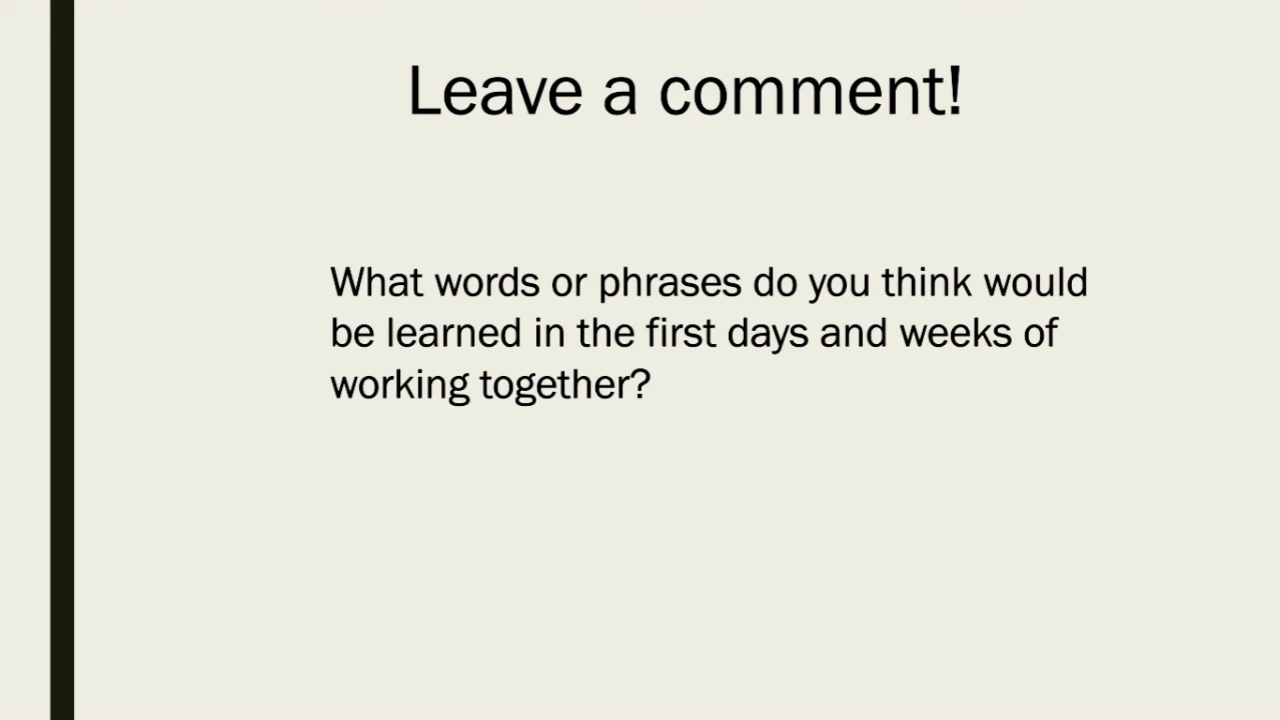 Leave a comment!
What words or phrases do you think would
be learned in the first days and weeks of
working together?